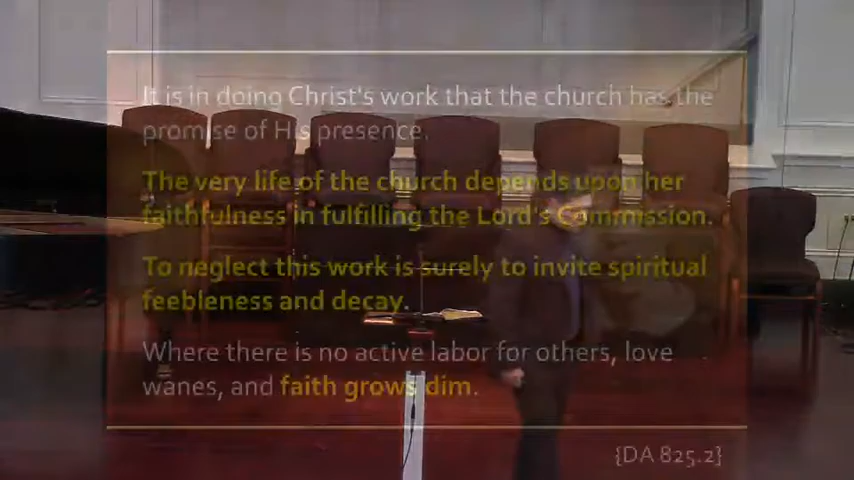 It is in doing Christ's work that the church has the
promise of His presence.
The very life of the church depends upon her
faithfulness in fulfilling the Lord's Commission.
To neglect this work is surely to invite spiritual
feebleness and decay.
Where there is no active labor for others, love
wanes, and faith grows dim.
{DA 825.2}